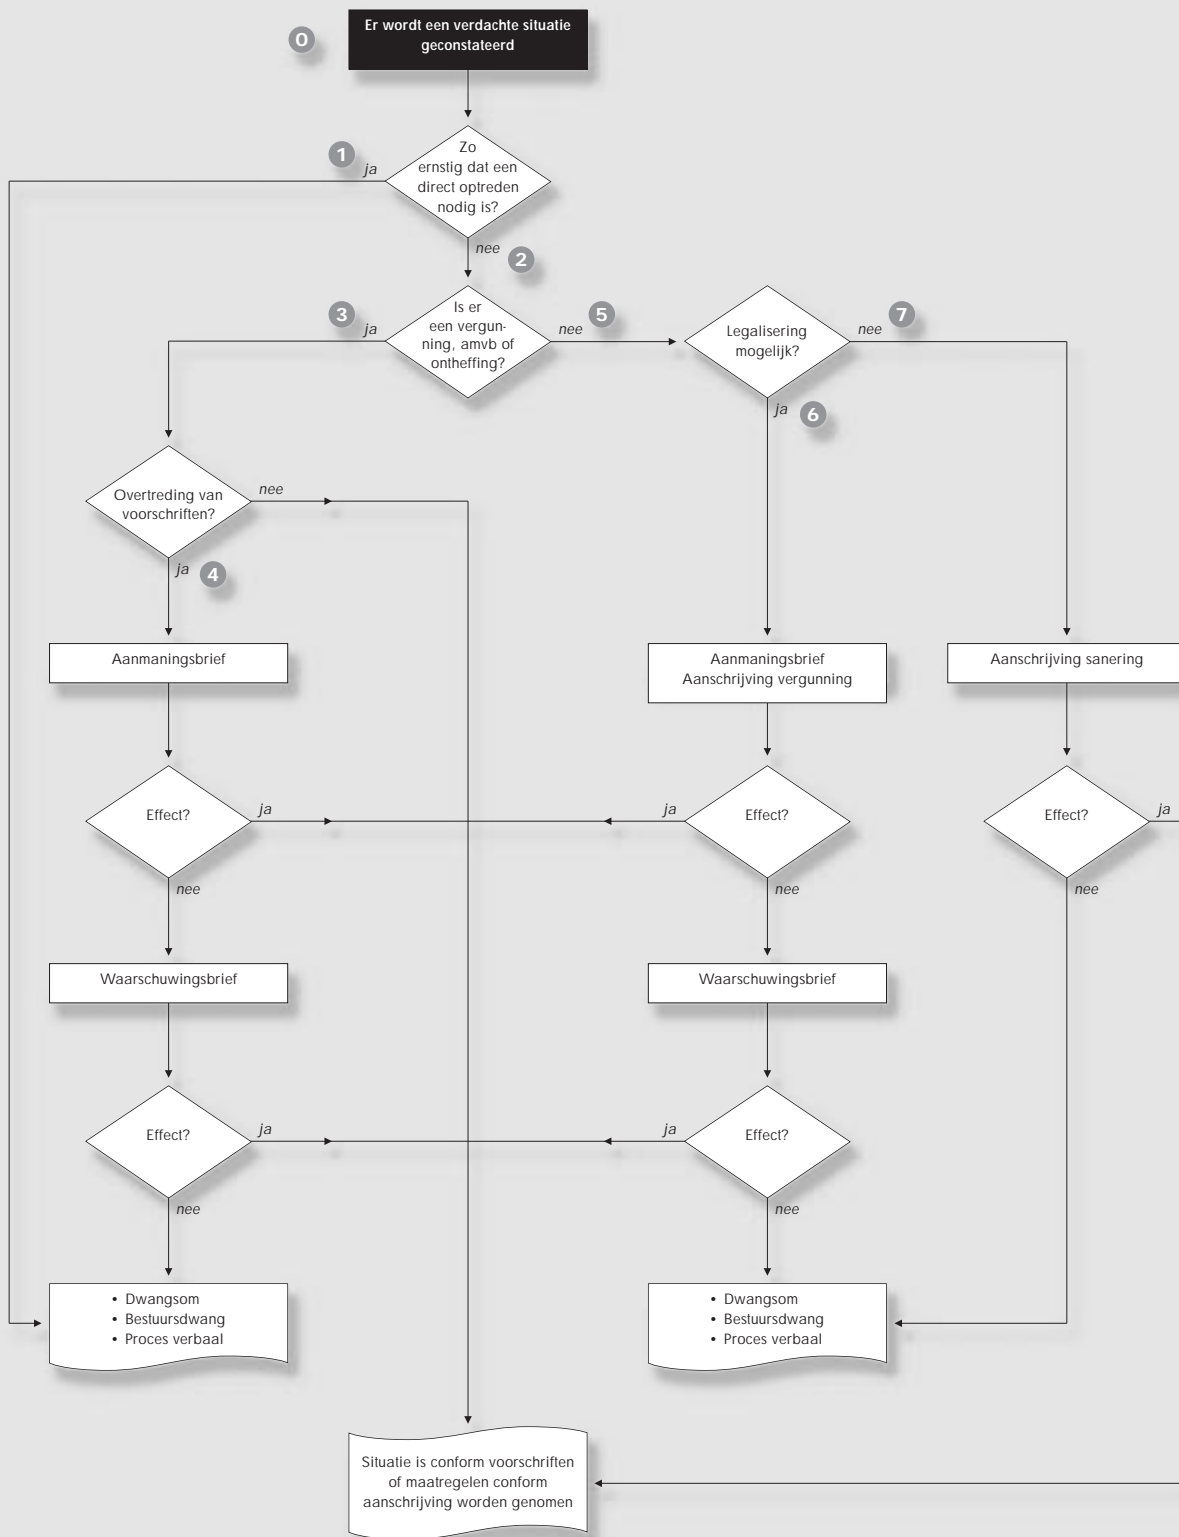 0
Er wordt een verdachte situatie
geconstateerd
1
ja
Zo
ernstig dat een
direct optreden
nodig is?
nee
2
3
ja
Is er
een vergun-
ning, amvb of
ontheffing?
nee
5
Legalisering
mogelijk?
nee
7
ja
6
Overtreding van
voorschriften?
nee
ja
4
Aanmaningsbrief
Aanmaningsbrief
Aanschrijving vergunning
Aanschrijving sanering
Effect?
ja
ja
Effect?
Effect?
ja
nee
nee
nee
Waarschuwingsbrief
Waarschuwingsbrief
Effect?
ja
ja
Effect?
nee
nee
• Dwangsom
• Bestuursdwang
• Proces verbaal
• Dwangsom
• Bestuursdwang
• Proces verbaal
Situatie is conform voorschriften
of maatregelen conform
aanschrijving worden genomen